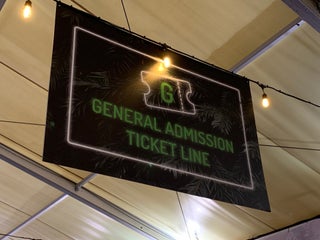 G
GENERAL ADMISSION
TICKET LINE